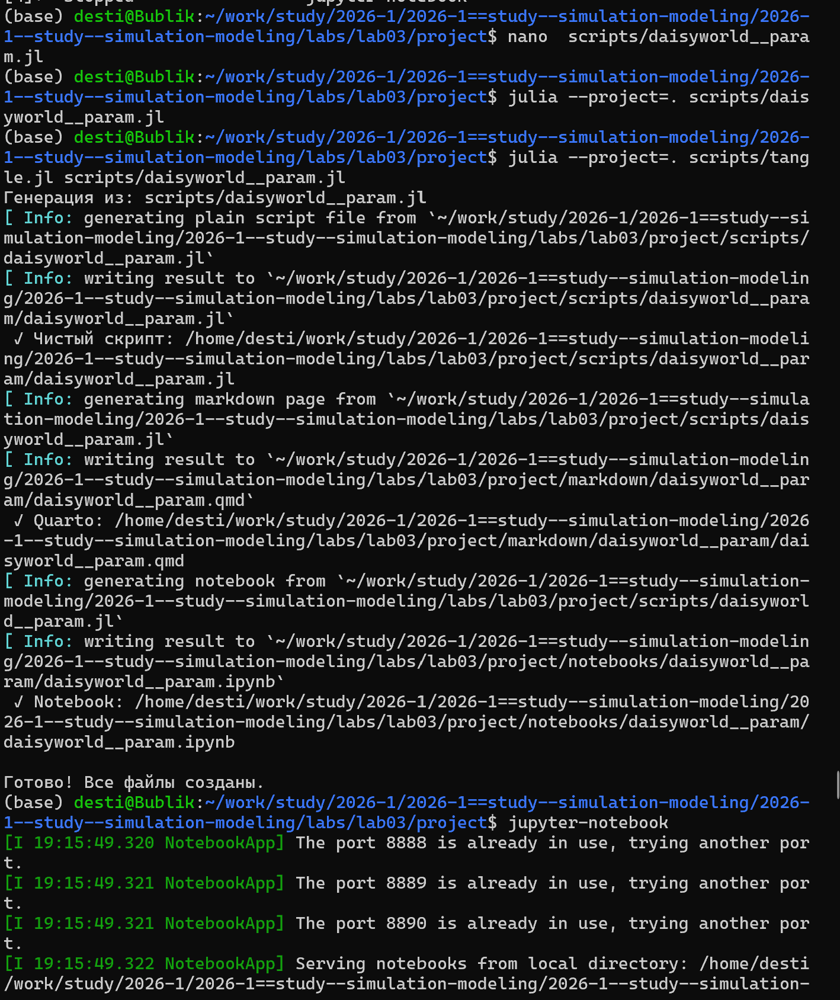 (base) desti@Bublik:~/work/study/2026-1/2026-1==study--simulation-modeling/2026-
1--study--simulation-modeling/labs/lab03/project$ nano  scripts/daisyworld__para
m.jl
(base) desti@Bublik:~/work/study/2026-1/2026-1==study--simulation-modeling/2026-
1--study--simulation-modeling/labs/lab03/project$ julia --project=. scripts/dais
yworld__param.jl
(base) desti@Bublik:~/work/study/2026-1/2026-1==study--simulation-modeling/2026-
1--study--simulation-modeling/labs/lab03/project$ julia --project=. scripts/tang
le.jl scripts/daisyworld__param.jl
Генерация из: scripts/daisyworld__param.jl
[ Info: generating plain script file from `~/work/study/2026-1/2026-1==study--si
mulation-modeling/2026-1--study--simulation-modeling/labs/lab03/project/scripts/
daisyworld__param.jl`
[ Info: writing result to `~/work/study/2026-1/2026-1==study--simulation-modelin
g/2026-1--study--simulation-modeling/labs/lab03/project/scripts/daisyworld__para
m/daisyworld__param.jl`
 ✓ Чистый скрипт: /home/desti/work/study/2026-1/2026-1==study--simulation-modeli
ng/2026-1--study--simulation-modeling/labs/lab03/project/scripts/daisyworld__par
am/daisyworld__param.jl
[ Info: generating markdown page from `~/work/study/2026-1/2026-1==study--simula
tion-modeling/2026-1--study--simulation-modeling/labs/lab03/project/scripts/dais
yworld__param.jl`
[ Info: writing result to `~/work/study/2026-1/2026-1==study--simulation-modelin
g/2026-1--study--simulation-modeling/labs/lab03/project/markdown/daisyworld__par
am/daisyworld__param.qmd`
 ✓ Quarto: /home/desti/work/study/2026-1/2026-1==study--simulation-modeling/2026
-1--study--simulation-modeling/labs/lab03/project/markdown/daisyworld__param/dai
syworld__param.qmd
[ Info: generating notebook from `~/work/study/2026-1/2026-1==study--simulation-
modeling/2026-1--study--simulation-modeling/labs/lab03/project/scripts/daisyworl
d__param.jl`
[ Info: writing result to `~/work/study/2026-1/2026-1==study--simulation-modelin
g/2026-1--study--simulation-modeling/labs/lab03/project/notebooks/daisyworld__pa
ram/daisyworld__param.ipynb`
 ✓ Notebook: /home/desti/work/study/2026-1/2026-1==study--simulation-modeling/20
26-1--study--simulation-modeling/labs/lab03/project/notebooks/daisyworld__param/
daisyworld__param.ipynb

Готово! Все файлы созданы.
(base) desti@Bublik:~/work/study/2026-1/2026-1==study--simulation-modeling/2026-
1--study--simulation-modeling/labs/lab03/project$ jupyter-notebook
[I 19:15:49.320 NotebookApp] The port 8888 is already in use, trying another por
t.
[I 19:15:49.321 NotebookApp] The port 8889 is already in use, trying another por
t.
[I 19:15:49.321 NotebookApp] The port 8890 is already in use, trying another por
t.
[I 19:15:49.322 NotebookApp] Serving notebooks from local directory: /home/desti
/work/study/2026-1/2026-1==study--simulation-modeling/2026-1--study--simulation-